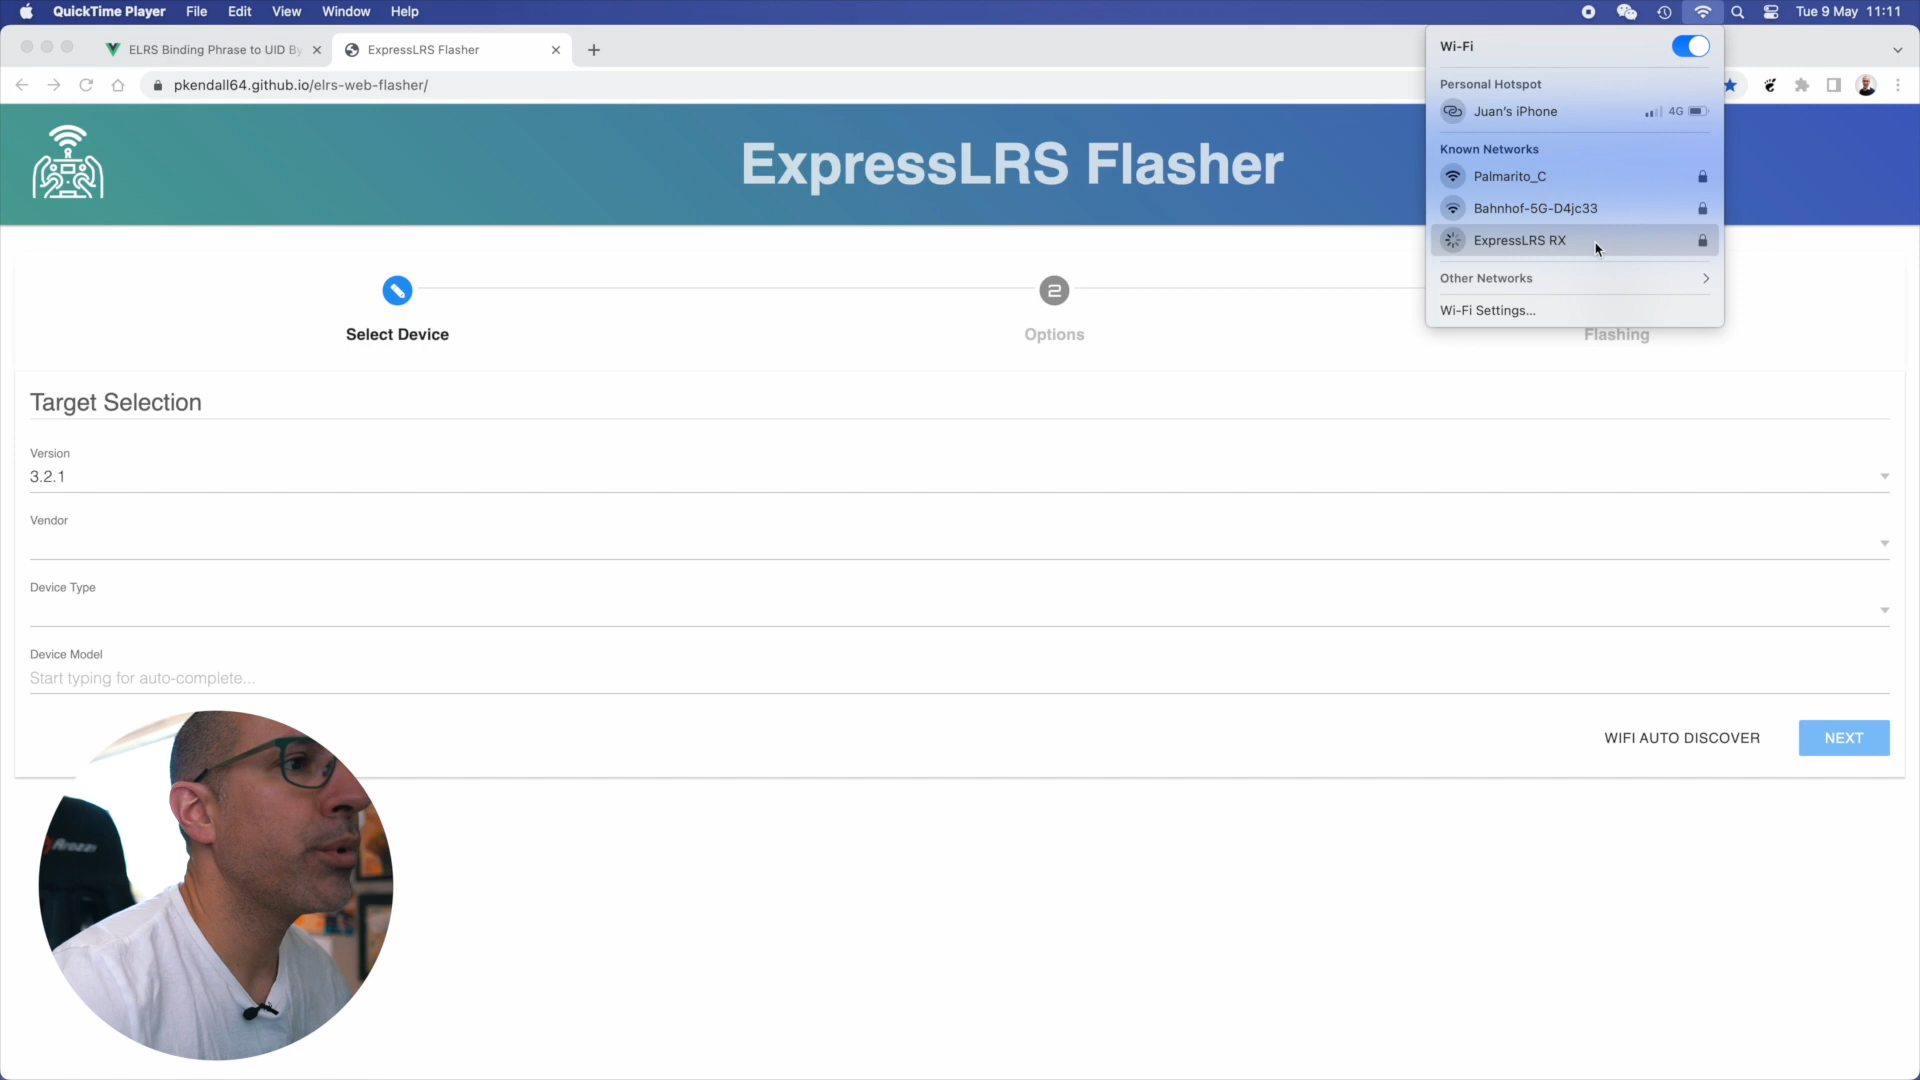 QuickTime Player File Edit View Window Help Tue 9 May 11:11
ELRS Binding Phrase to UID By
ExpressLRS Flasher
pkendall64.github.io/elrs-web-flasher/
ExpressLRS Flasher
Wi-Fi
Personal Hotspot
Juan's iPhone 4G
Known Networks
Palmarito_C
Bahnhof-5G-D4jc33
ExpressLRS RX
Other Networks
Wi-Fi Settings...
2
Select Device
Options
Flashing
Target Selection
Version
3.2.1
Vendor
Device Type
Device Model
Start typing for auto-complete...
WIFI AUTO DISCOVER
NEXT
Arozzi